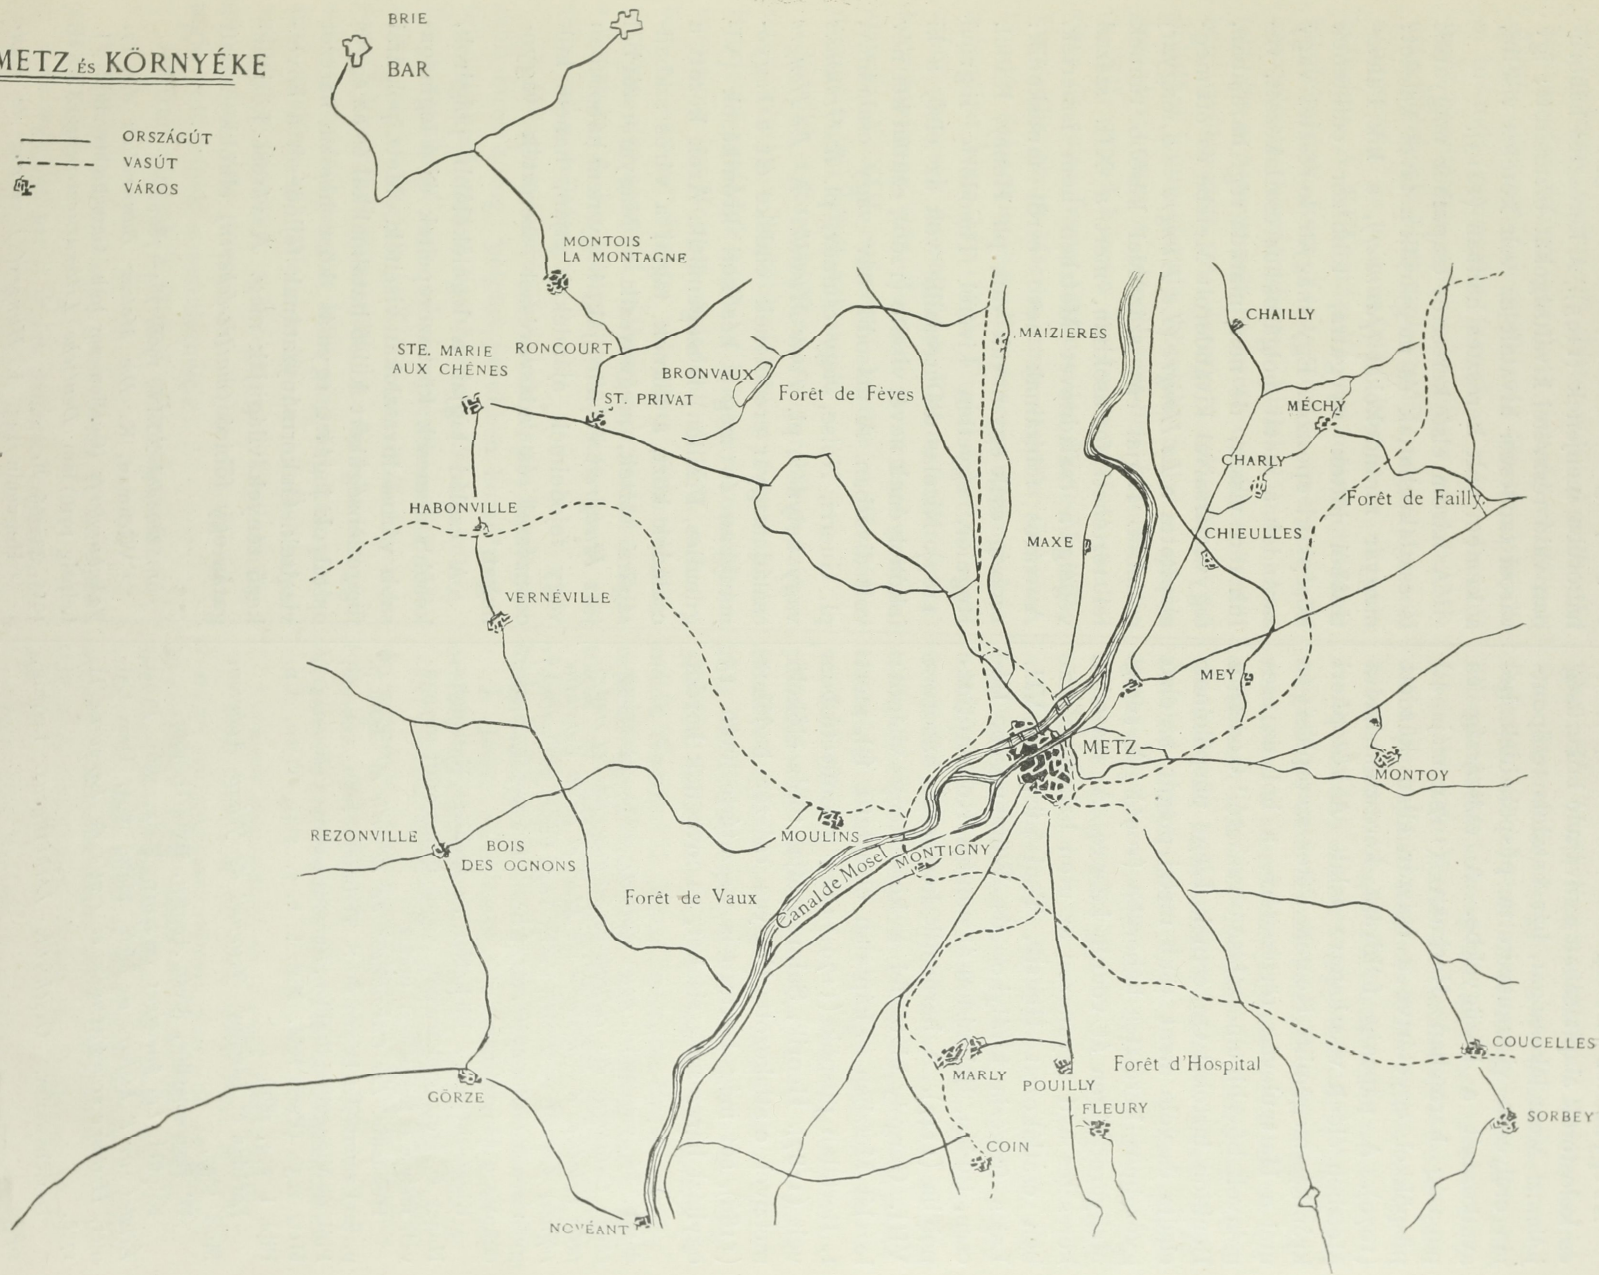 METZ és KÖRNYÉKE
ORSZÁGÚT
VASÚT
VÁROS
BRIE
BAR
MONTOIS
LA MONTAGNE
STE. MARIE
AUX CHÊNES
RONCOURT
BRONVAUX
ST. PRIVAT
Forêt de Fèves
MAIZIERES
CHAILLY
MÉCHY
CHARLY
Forêt de Failly
HABONVILLE
MAXE
CHIEULLES
VERNÉVILLE
MEY
METZ
MONTOY
REZONVILLE
BOIS
DES OGNONS
MOULINS
MONTIGNY
Canal de Mosel
Forêt de Vaux
GÖRZE
MARLY
POUILLY
Forêt d'Hospital
FLEURY
COIN
COUCELLES
SORBEY
NOVÉANT